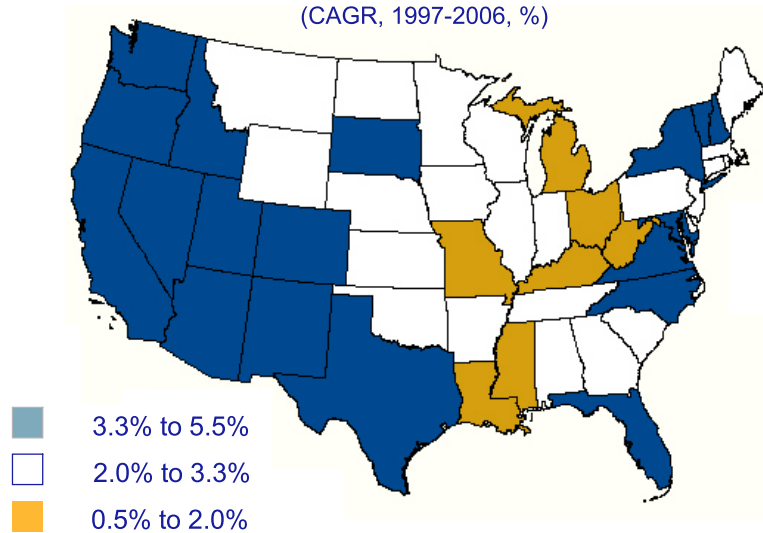 (CAGR, 1997-2006, %)
3.3% to 5.5%
2.0% to 3.3%
0.5% to 2.0%